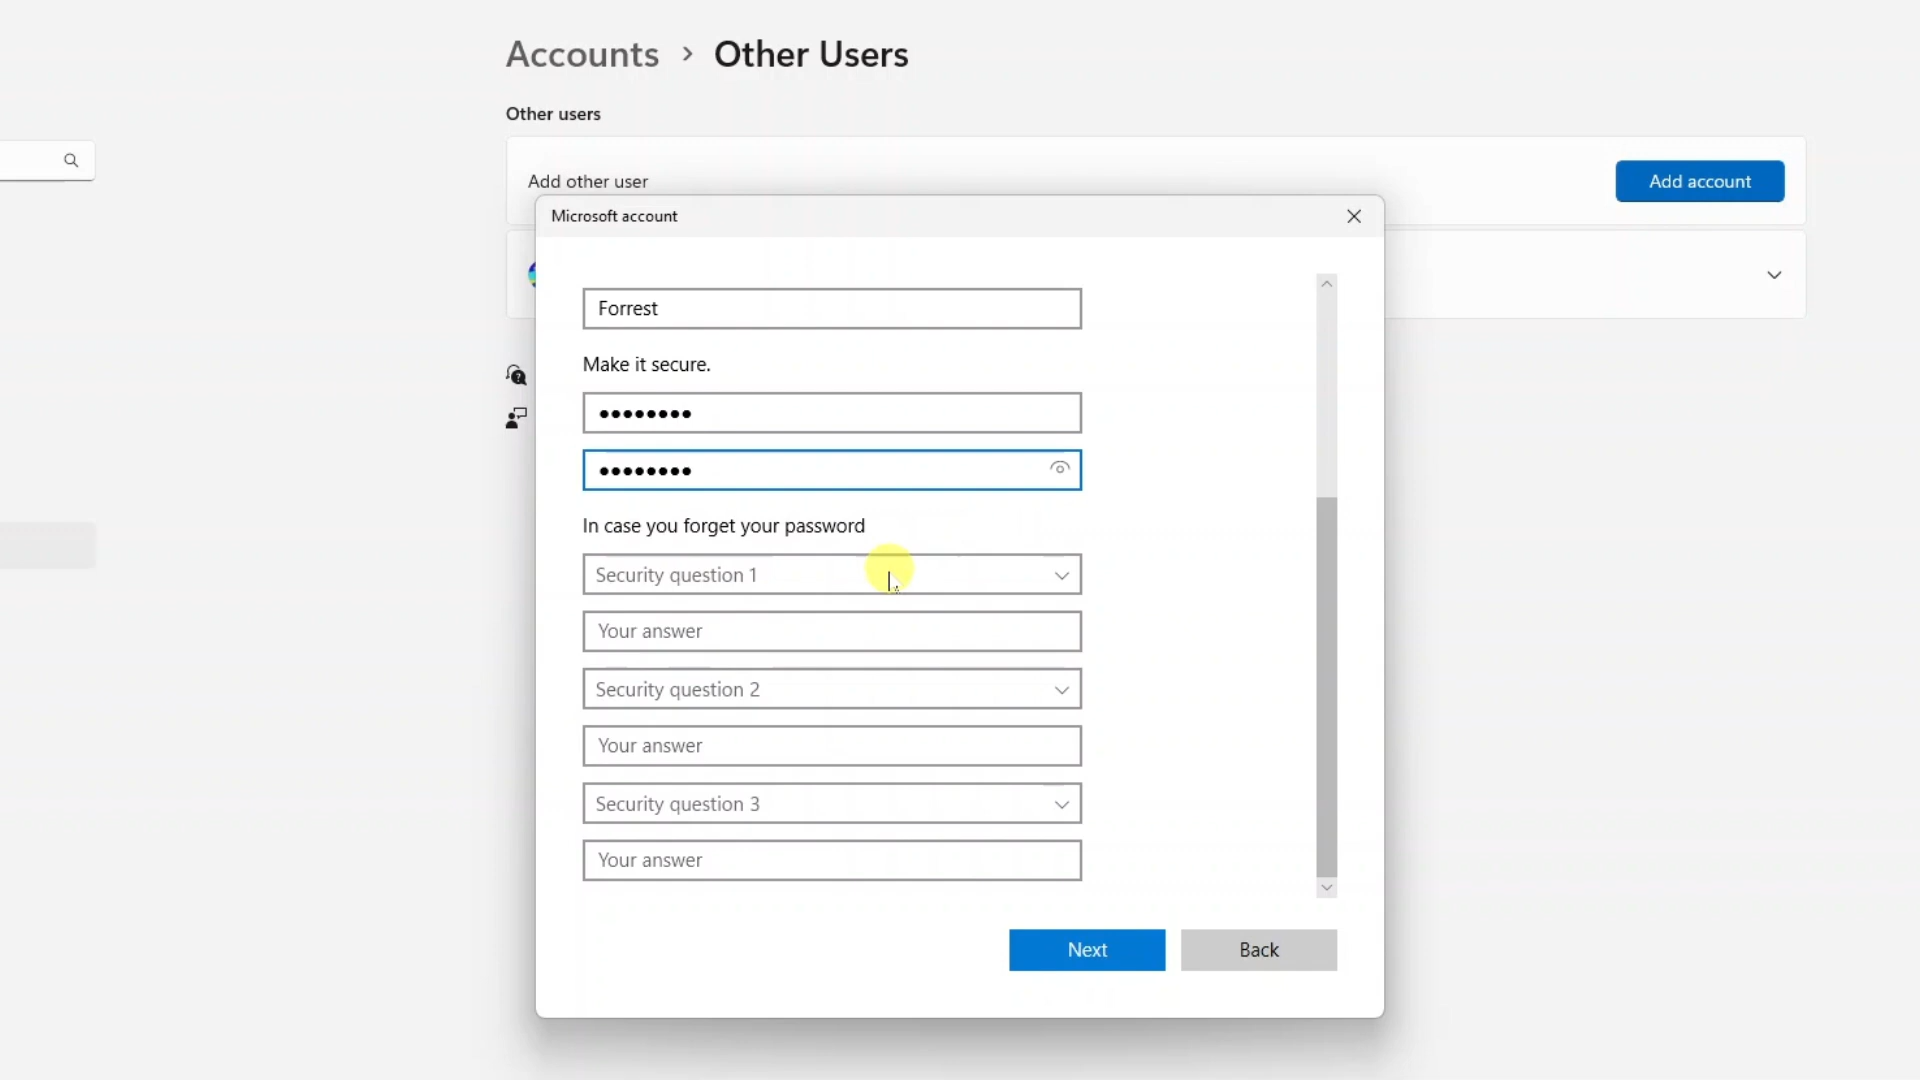 Accounts > Other Users
Other users
Add other user
Add account
Microsoft account
Forrest
Make it secure.
••••••••
••••••••
In case you forget your password
Security question 1
Your answer
Security question 2
Your answer
Security question 3
Your answer
Next
Back